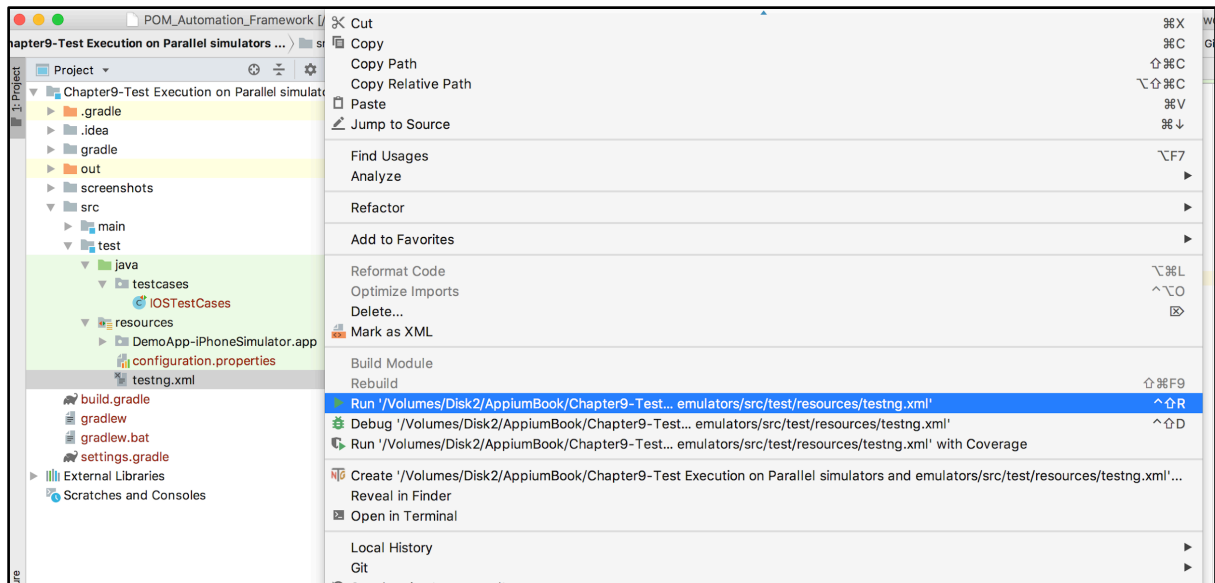 POM_Automation_Framework [/
hapter9-Test Execution on Parallel simulators ...
Project
1: Project
Chapter9-Test Execution on Parallel simulato
.gradle
.idea
gradle
out
screenshots
src
main
test
java
testcases
IOSTestCases
resources
DemoApp-iPhoneSimulator.app
configuration.properties
testng.xml
build.gradle
gradlew
gradlew.bat
settings.gradle
External Libraries
Scratches and Consoles
Cut ⌘X
Copy ⌘C
Copy Path ⇧⌘C
Copy Relative Path ⌥⇧⌘C
Paste ⌘V
Jump to Source ⌘↓
Find Usages ⌥F7
Analyze
Refactor
Add to Favorites
Reformat Code ⌥⌘L
Optimize Imports ^⌥O
Delete... ⌦
Mark as XML
Build Module
Rebuild ⇧⌘F9
Run '/Volumes/Disk2/AppiumBook/Chapter9-Test... emulators/src/test/resources/testng.xml' ^⇧R
Debug '/Volumes/Disk2/AppiumBook/Chapter9-Test... emulators/src/test/resources/testng.xml' ^⇧D
Run '/Volumes/Disk2/AppiumBook/Chapter9-Test... emulators/src/test/resources/testng.xml' with Coverage
Create '/Volumes/Disk2/AppiumBook/Chapter9-Test Execution on Parallel simulators and emulators/src/test/resources/testng.xml'...
Reveal in Finder
Open in Terminal
Local History
Git